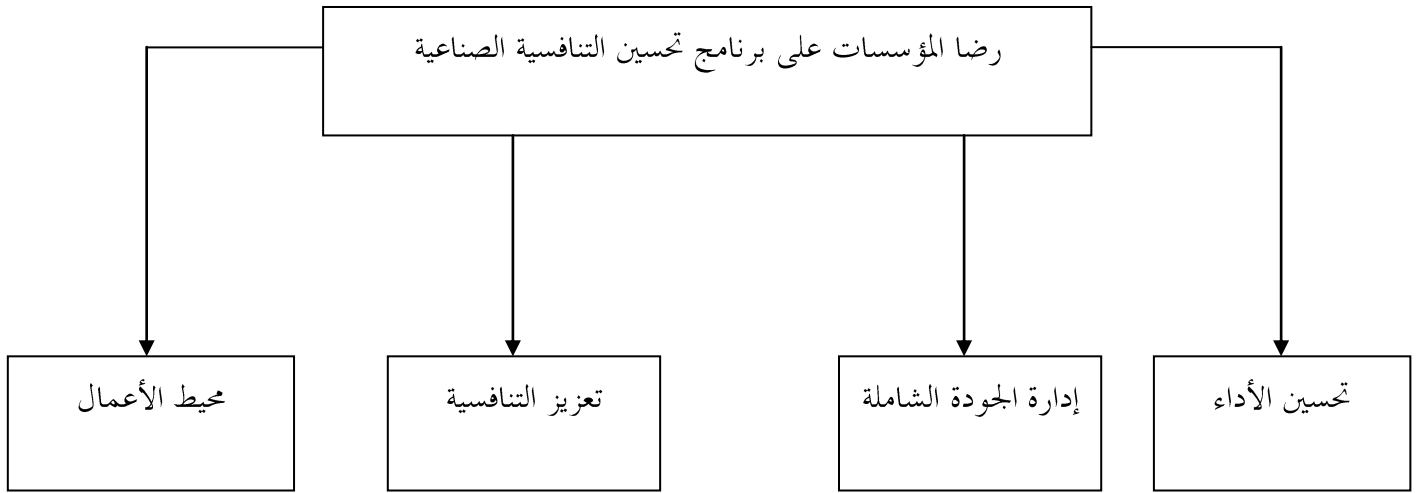 رضا المؤسسات على برنامج تحسين التنافسية الصناعية
تحسين الأداء
إدارة الجودة الشاملة
تعزيز التنافسية
محيط الأعمال